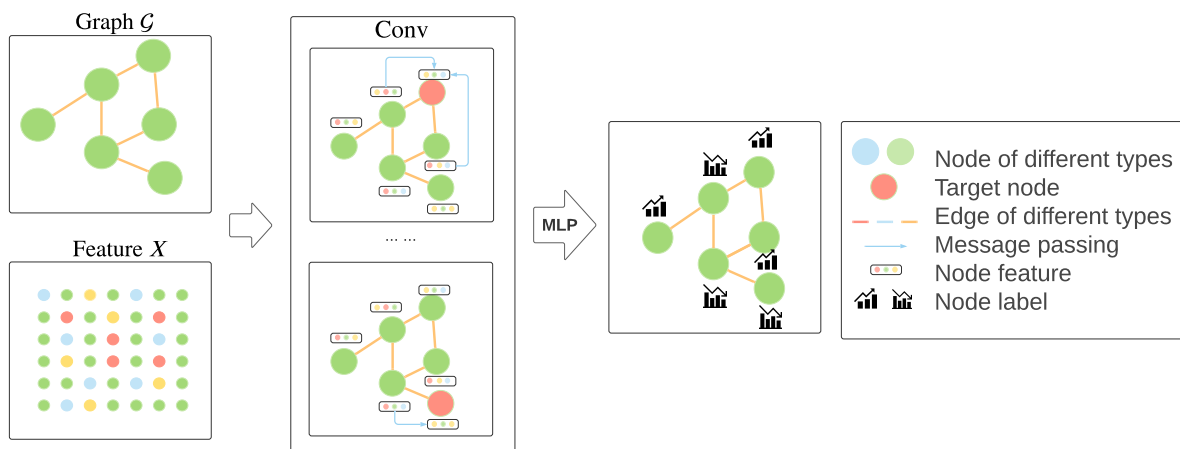 Graph 𝒢
Feature X
Conv
... ...
MLP
Node of different types
Target node
Edge of different types
Message passing
Node feature
Node label